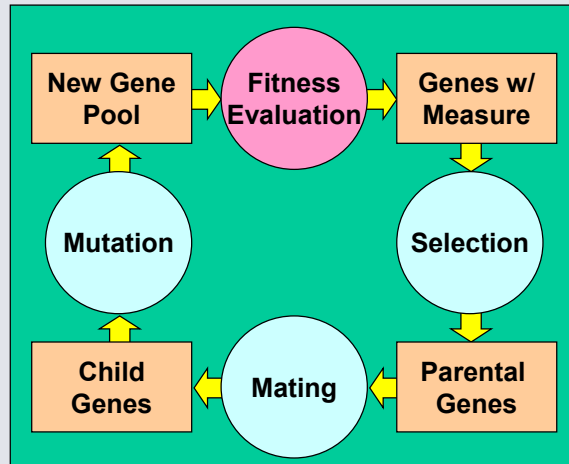 New Gene
Pool
Fitness
Evaluation
Genes w/
Measure
Mutation
Selection
Child
Genes
Mating
Parental
Genes